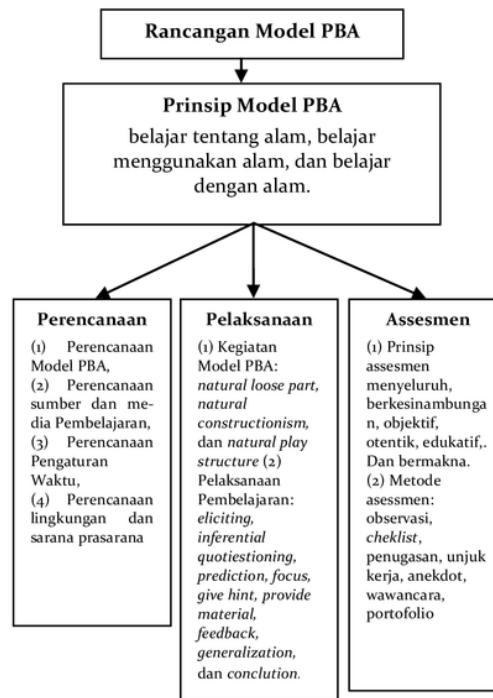 Rancangan Model PBA
Prinsip Model PBA
belajar tentang alam, belajar
menggunakan alam, dan belajar
dengan alam.
Perencanaan
(1) Perencanaan
Model PBA,
(2) Perencanaan
sumber dan me-
dia Pembelajaran,
(3) Perencanaan
Pengaturan
Waktu,
(4) Perencanaan
lingkungan dan
sarana prasarana
Pelaksanaan
(1) Kegiatan
Model PBA:
natural loose part,
natural
constructionism,
dan natural play
structure (2)
Pelaksanaan
Pembelajaran:
eliciting,
inferential
quotiestioning,
prediction, focus,
give hint, provide
material,
feedback,
generalization,
dan conclution.
Assesmen
(1) Prinsip
assesmen
menyeluruh,
berkesinambungan
n, objektif,
otentik, edukatif,.
Dan bermakna.
(2) Metode
asessmen:
observasi,
cheklist,
penugasan, unjuk
kerja, anekdot,
wawancara,
portofolio